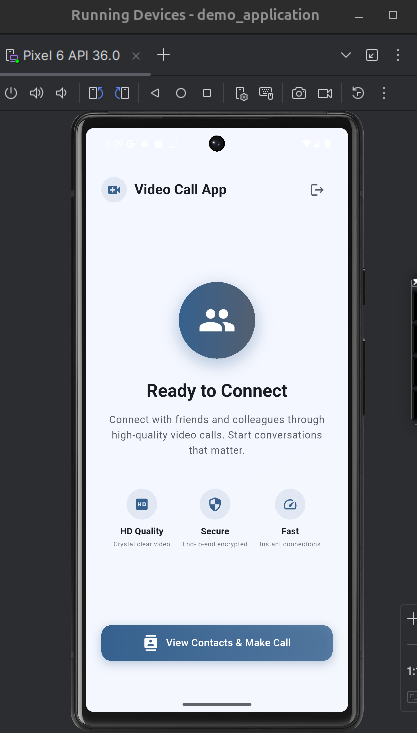 Running Devices - demo_application
Pixel 6 API 36.0
Video Call App
HD
Ready to Connect
Connect with friends and colleagues through
high-quality video calls. Start conversations
that matter.
HD Quality
Secure
Fast
Crystal clear video
End-to-end encrypted
Instant connections
View Contacts & Make Call